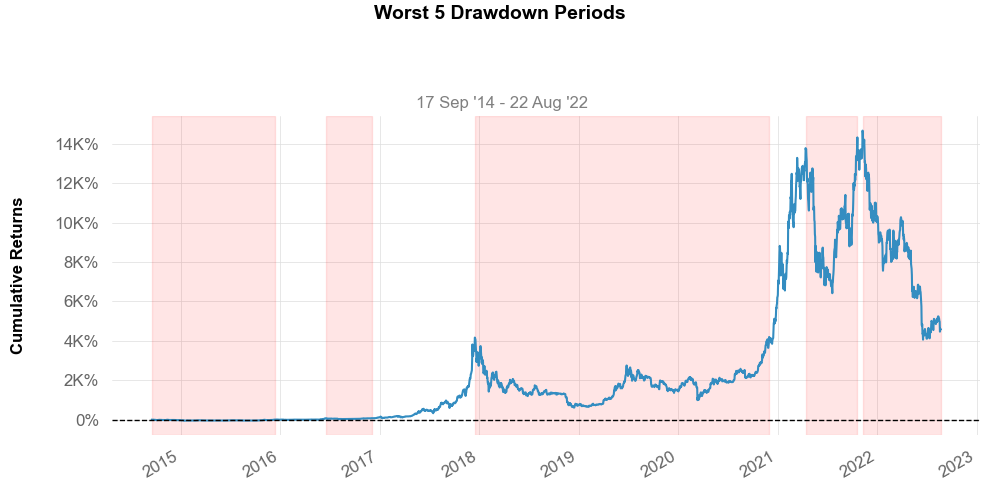 Worst 5 Drawdown Periods
17 Sep '14 - 22 Aug '22
Cumulative Returns
14K%
12K%
10K%
8K%
6K%
4K%
2K%
0%
2015
2016
2017
2018
2019
2020
2021
2022
2023